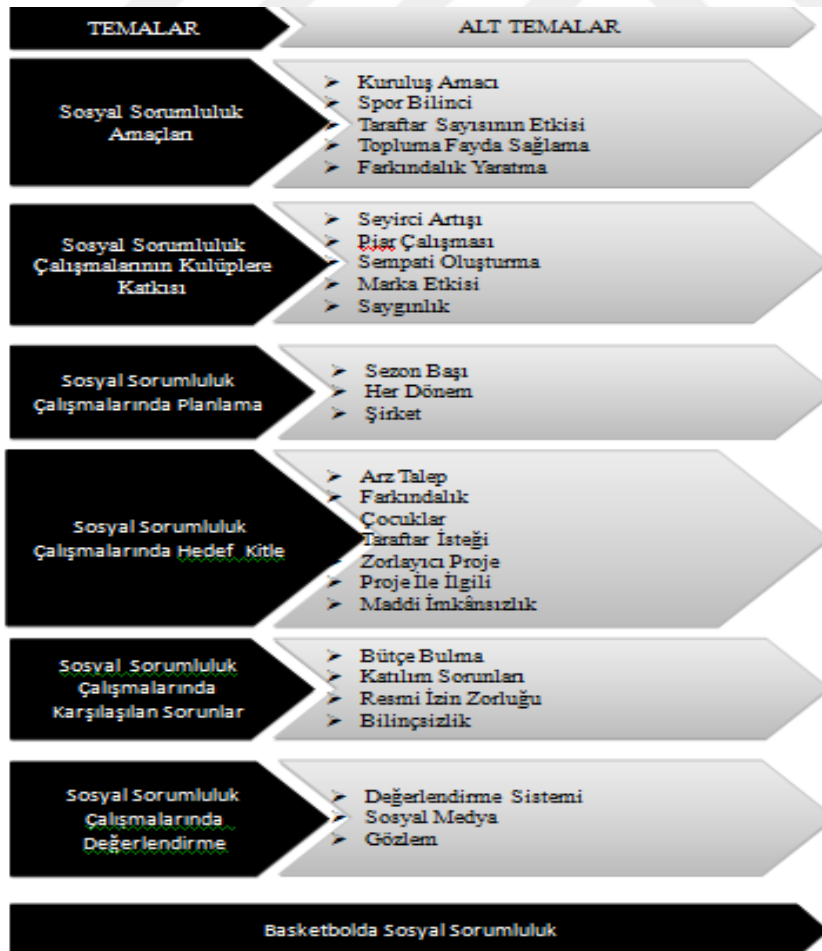 TEMALAR
ALT TEMALAR
Sosyal Sorumluluk
Amaçları
➢ Kuruluş Amacı
➢ Spor Bilinci
➢ Taraftar Sayısının Etkisi
➢ Topluma Fayda Sağlama
➢ Farkındalık Yaratma
Sosyal Sorumluluk
Çalışmalarının Kulüplere
Katkısı
➢ Seyirci Artışı
➢ Piar Çalışması
➢ Sempati Oluşturma
➢ Marka Etkisi
➢ Saygınlık
Sosyal Sorumluluk
Çalışmalarında Planlama
➢ Sezon Başı
➢ Her Dönem
➢ Şirket
Sosyal Sorumluluk
Çalışmalarında Hedef Kitle
➢ Arz Talep
➢ Farkındalık
Çocuklar
Taraftar İsteği
➢ Zorlayıcı Proje
➢ Proje İle İlgili
➢ Maddi İmkânsızlık
Sosyal Sorumluluk
Çalışmalarında
Karşılaşılan Sorunlar
➢ Bütçe Bulma
➢ Katılım Sorunları
➢ Resmi İzin Zorluğu
➢ Bilinçsizlik
Sosyal Sorumluluk
Çalışmalarında
Değerlendirme
➢ Değerlendirme Sistemi
➢ Sosyal Medya
➢ Gözlem
Basketbolda Sosyal Sorumluluk